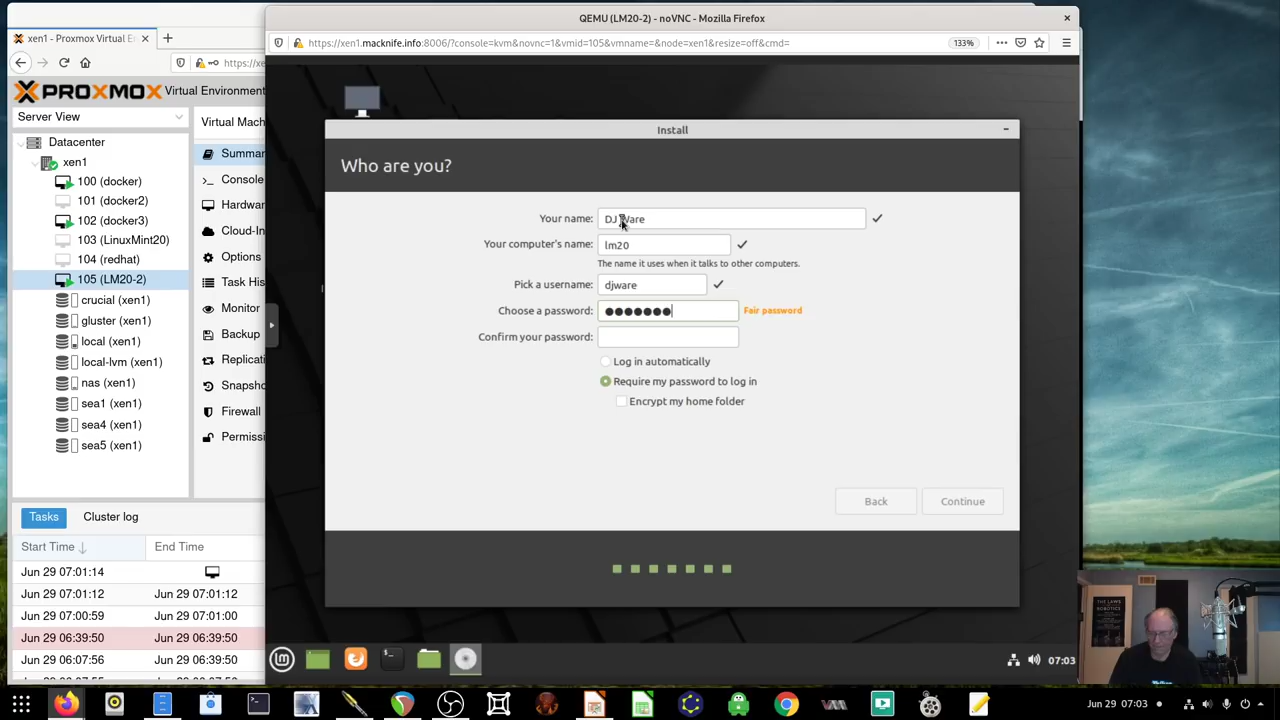 QEMU (LM20-2) - noVNC - Mozilla Firefox
xen1 - Proxmox Virtual En
https://xen1.macknife.info:8006/?console=kvm&novnc=1&vmid=105&vmname=&node=xen1&resize=off&cmd=
133%
https://xe
PROXMOX Virtual Environment
Server View
Virtual Mach
Datacenter
xen1
100 (docker)
101 (docker2)
102 (docker3)
103 (LinuxMint20)
104 (redhat)
105 (LM20-2)
crucial (xen1)
gluster (xen1)
local (xen1)
local-lvm (xen1)
nas (xen1)
sea1 (xen1)
sea4 (xen1)
sea5 (xen1)
Summar
Console
Hardwar
Cloud-In
Options
Task His
Monitor
Backup
Replicati
Snapsho
Firewall
Permissi
Install
Who are you?
Your name: DJ Ware
Your computer's name: lm20
The name it uses when it talks to other computers.
Pick a username: djware
Choose a password: ●●●●●●● Fair password
Confirm your password:
Log in automatically
Require my password to log in
Encrypt my home folder
Back
Continue
Tasks
Cluster log
Start Time
End Time
Jun 29 07:01:14
Jun 29 07:01:12 Jun 29 07:01:12
Jun 29 07:00:59 Jun 29 07:01:00
Jun 29 06:39:50 Jun 29 06:39:50
Jun 29 06:07:56 Jun 29 06:39:50
07:03
THE LAWS
ROBOTICS
Jun 29 07:03